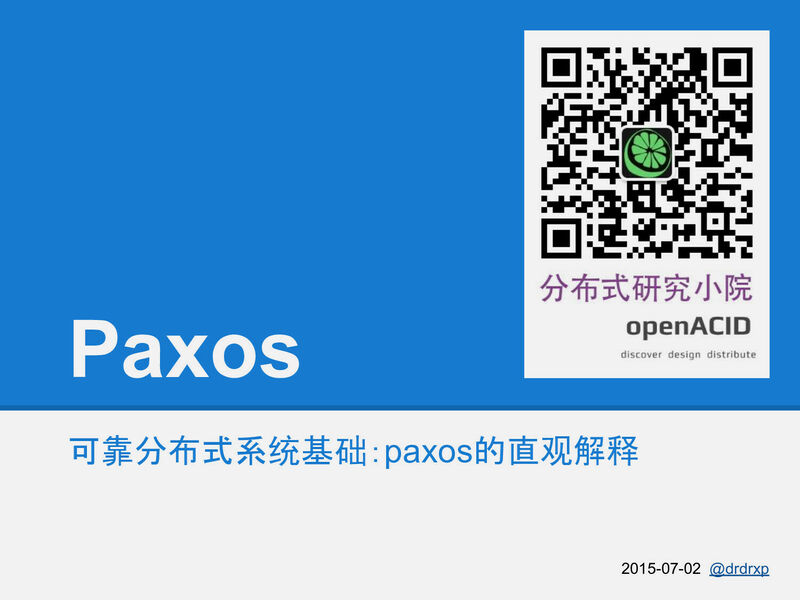 分布式研究小院
openACID
discover design distribute
Paxos
可靠分布式系统基础：paxos的直观解释
2015-07-02 @drdrxp